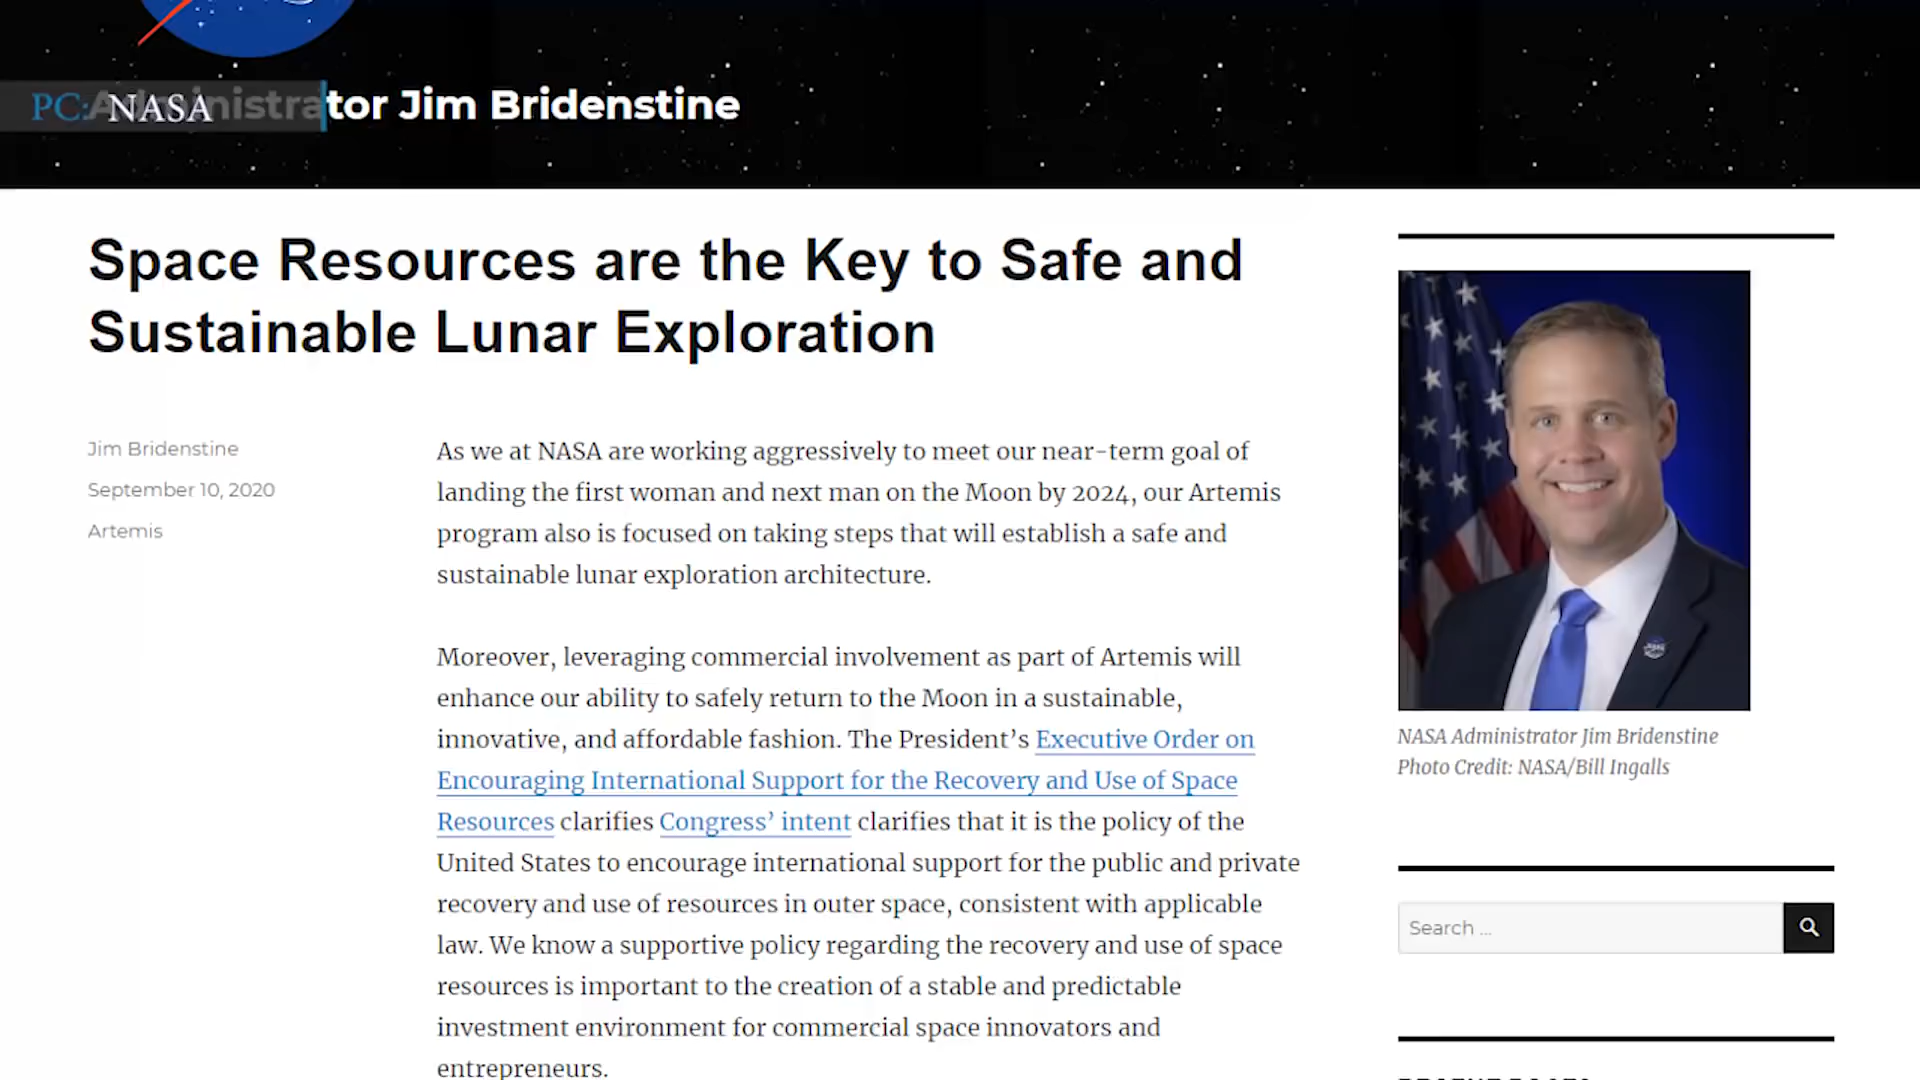 Administrator Jim Bridenstine
PC: NASA
Space Resources are the Key to Safe and
Sustainable Lunar Exploration
Jim Bridenstine
September 10, 2020
Artemis
As we at NASA are working aggressively to meet our near-term goal of
landing the first woman and next man on the Moon by 2024, our Artemis
program also is focused on taking steps that will establish a safe and
sustainable lunar exploration architecture.
Moreover, leveraging commercial involvement as part of Artemis will
enhance our ability to safely return to the Moon in a sustainable,
innovative, and affordable fashion. The President’s Executive Order on
Encouraging International Support for the Recovery and Use of Space
Resources clarifies Congress’ intent clarifies that it is the policy of the
United States to encourage international support for the public and private
recovery and use of resources in outer space, consistent with applicable
law. We know a supportive policy regarding the recovery and use of space
resources is important to the creation of a stable and predictable
investment environment for commercial space innovators and
entrepreneurs.
NASA Administrator Jim Bridenstine
Photo Credit: NASA/Bill Ingalls
Search ...